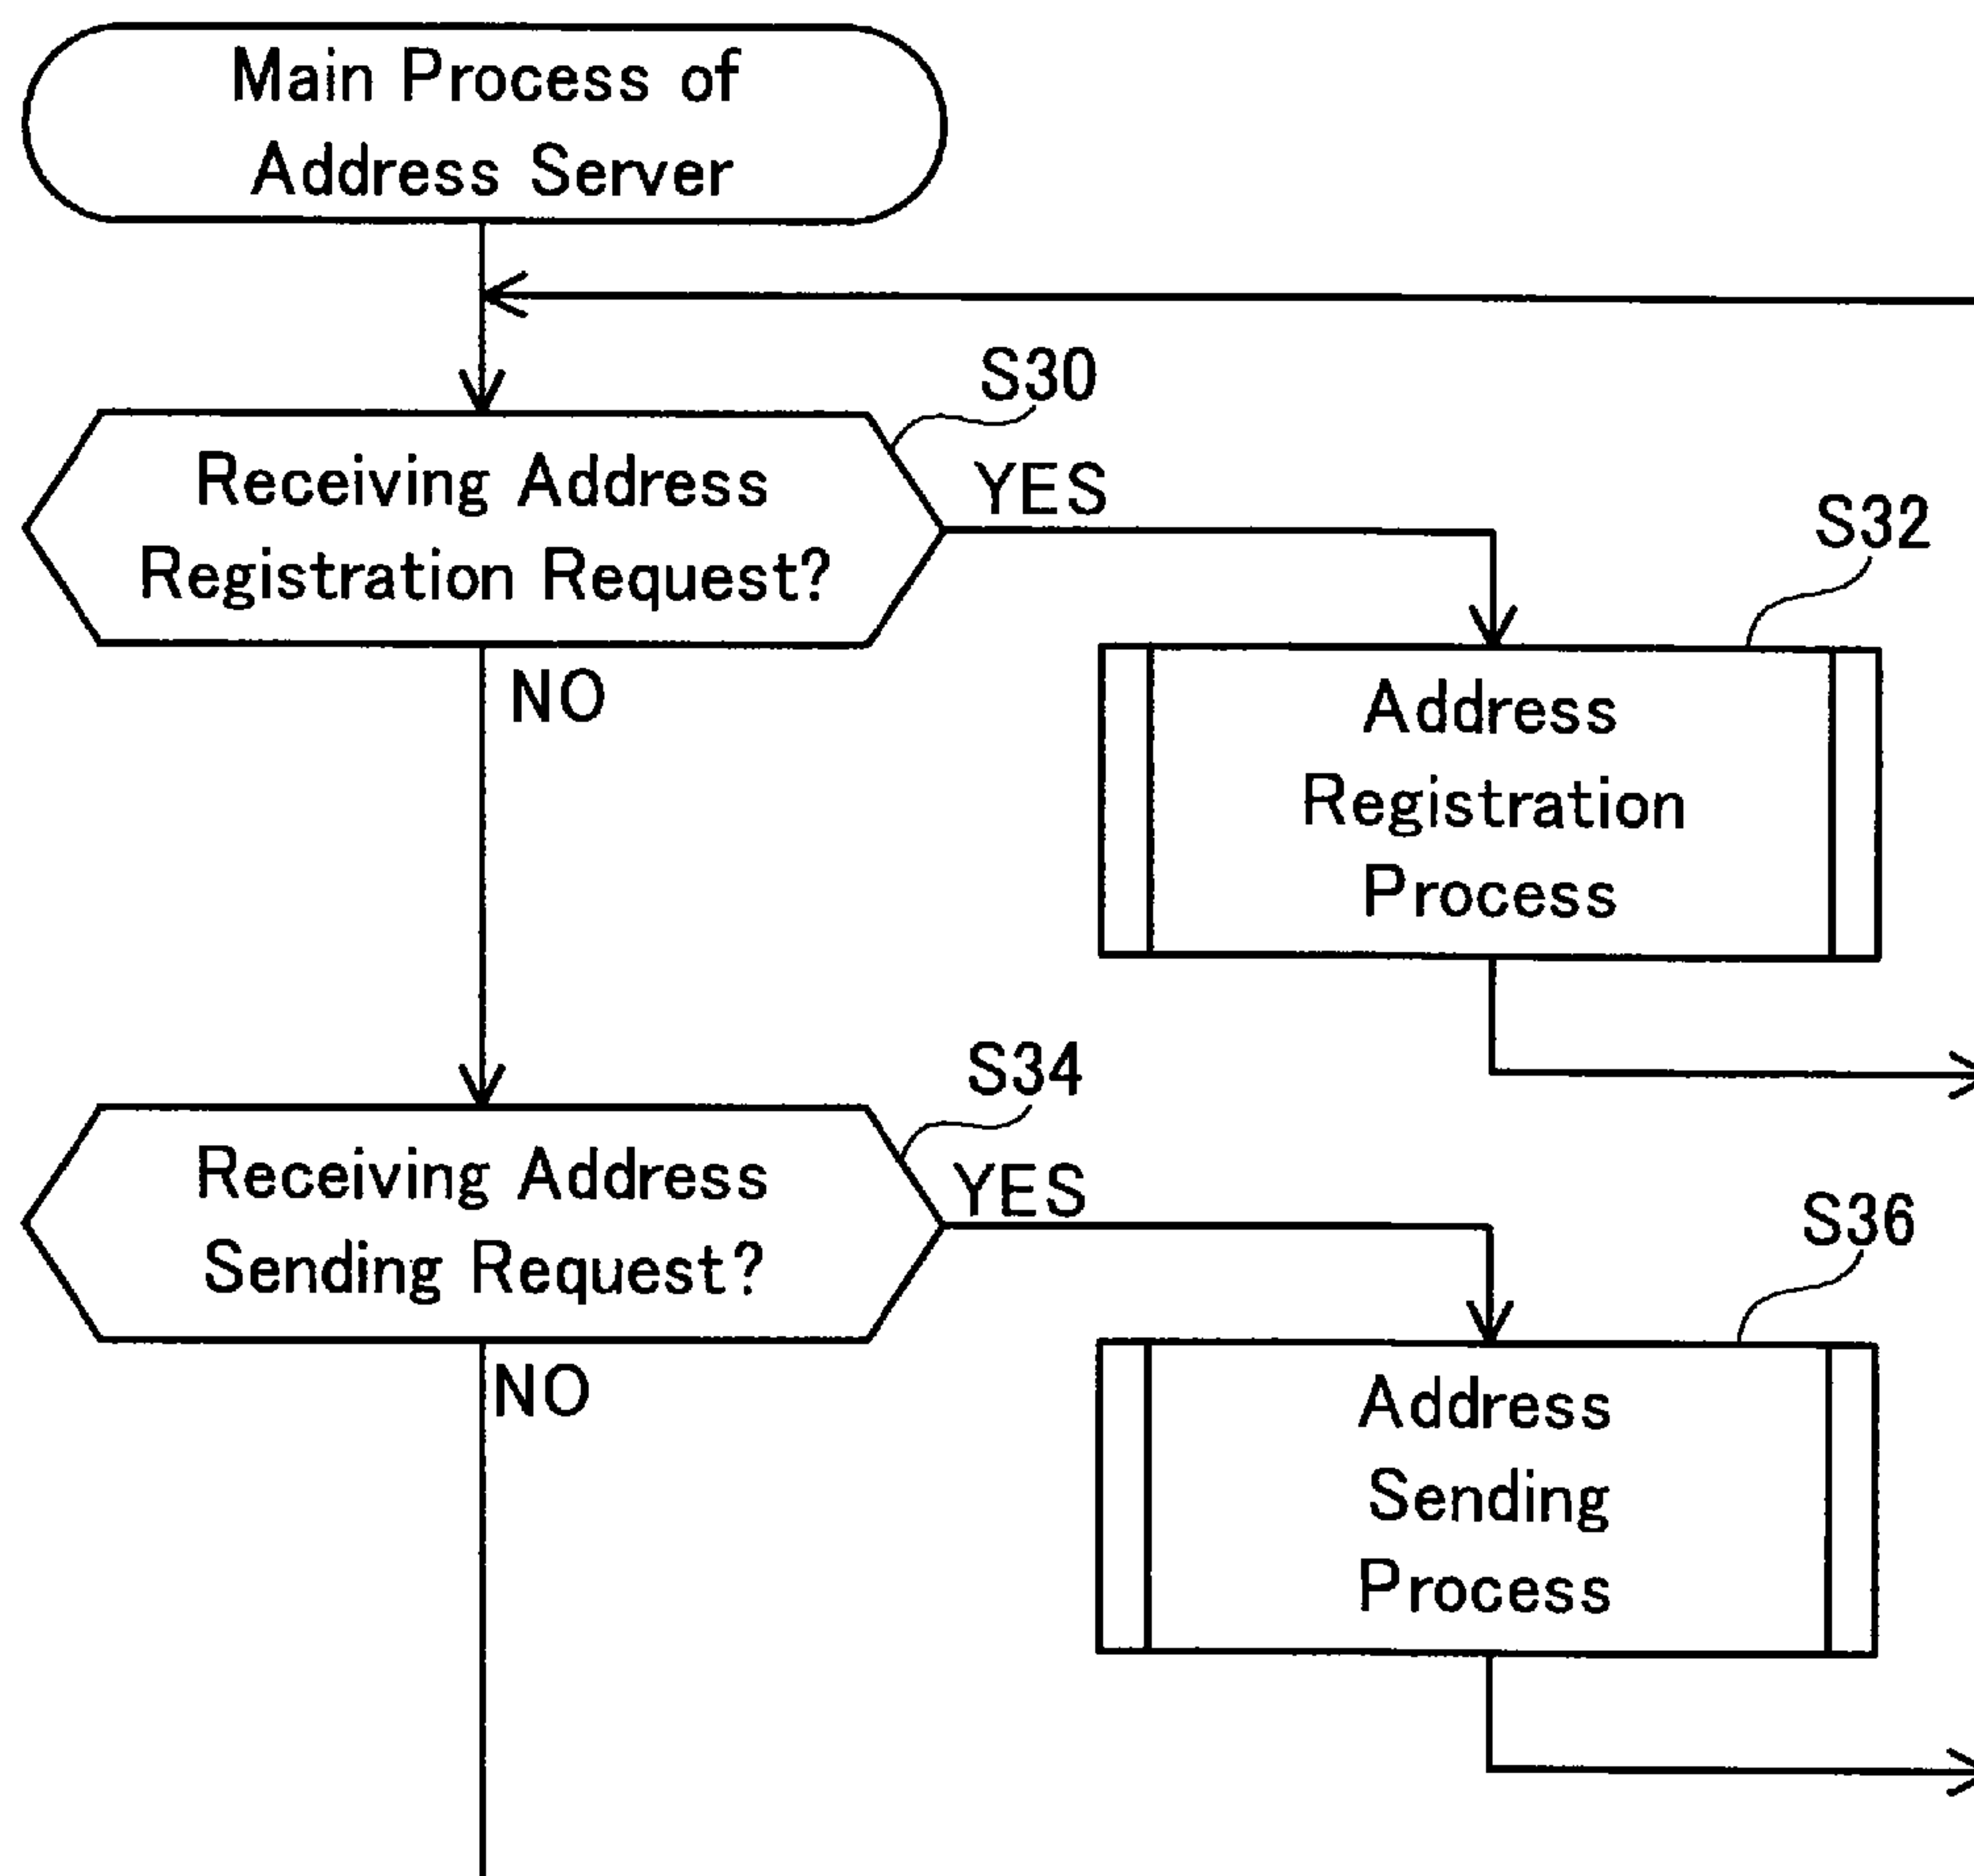 Main Process of
Address Server
S30
Receiving Address
Registration Request?
YES
S32
NO
Address
Registration
Process
S34
Receiving Address
Sending Request?
YES
S36
NO
Address
Sending
Process